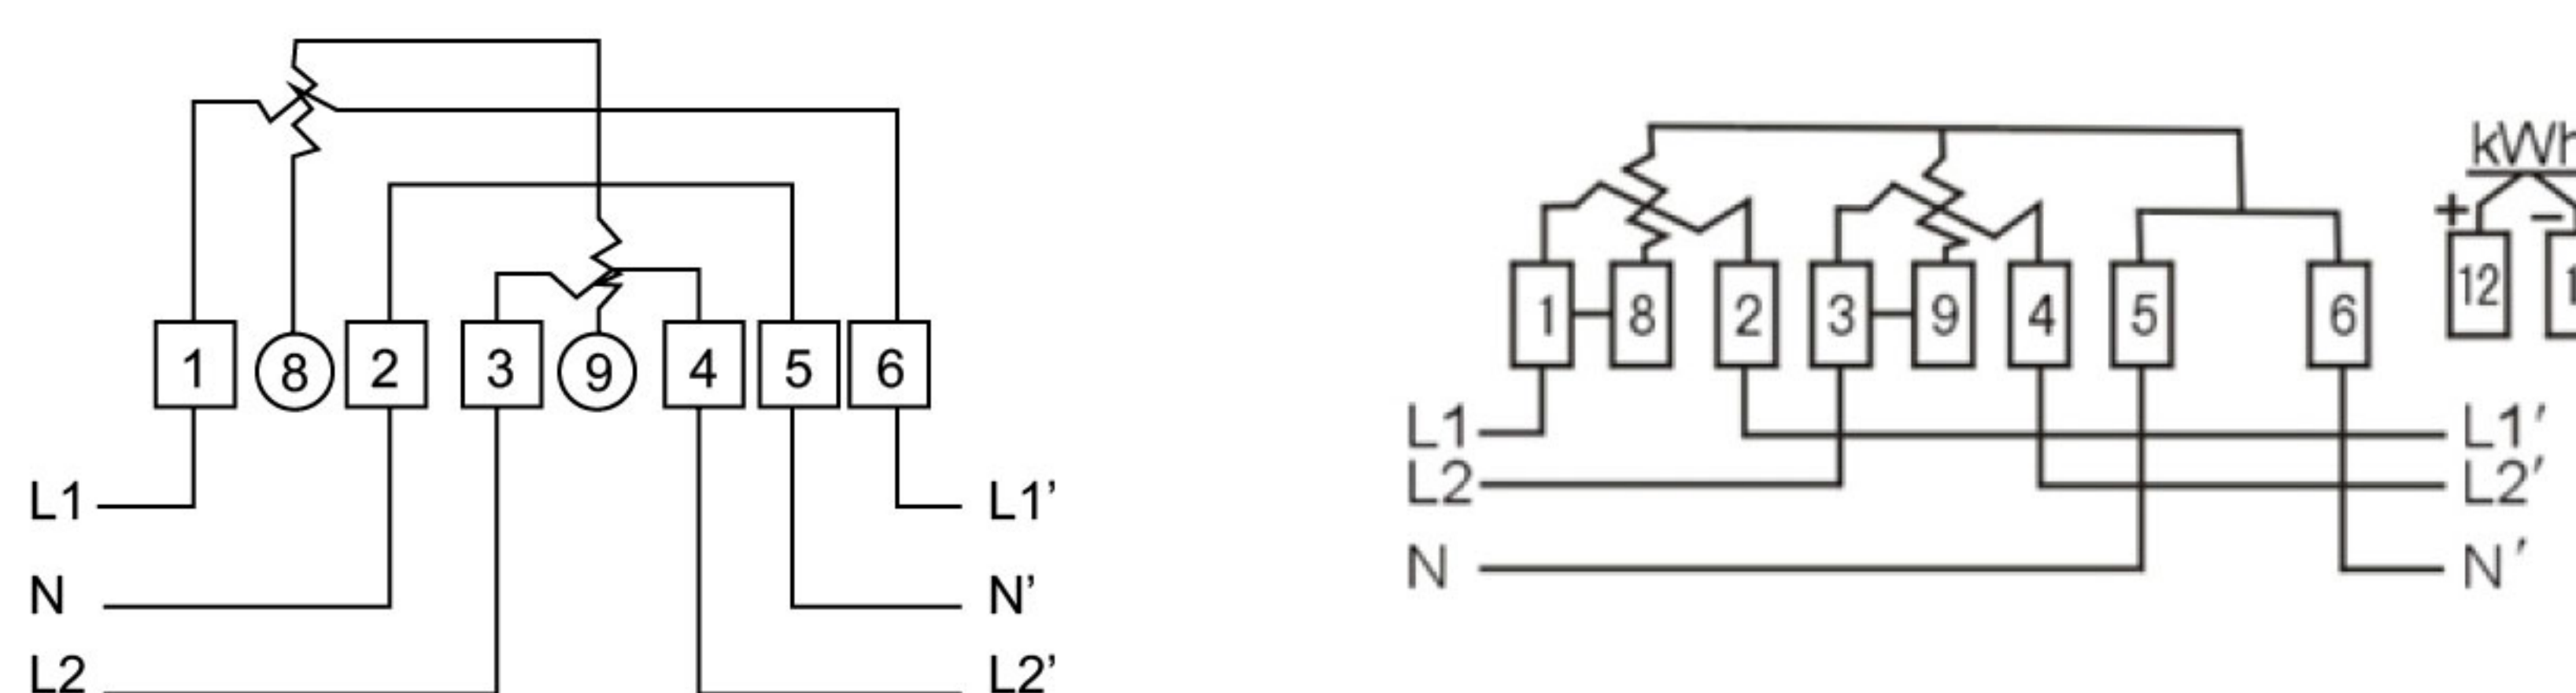 1 8 2 3 9 4 5 6
L1 L1’
N N’
L2 L2’
kWh
+ −
1 8 2 3 9 4 5 6 12
L1 L1′
L2 L2′
N N′